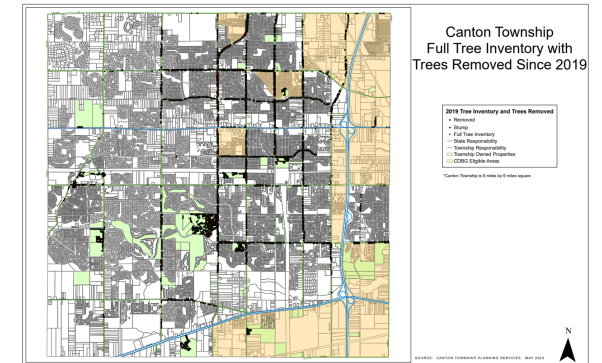 Canton Township
Full Tree Inventory with
Trees Removed Since 2019
2019 Tree Inventory and Trees Removed
Removed
Stump
Full Tree Inventory
State Responsibility
Township Responsibility
Township Owned Properties
CDBG Eligible Areas
*Canton Township is 6 miles by 6 miles square.
N
SOURCE: CANTON TOWNSHIP PLANNING SERVICES MAY 2024